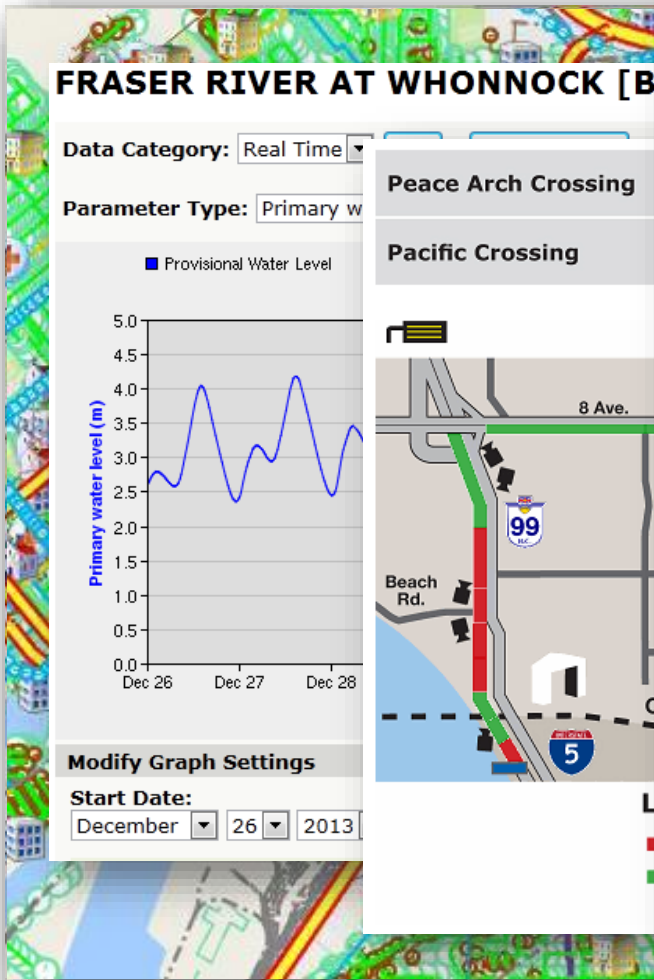 FRASER RIVER AT WHONNOCK [B
Data Category: Real Time
Parameter Type: Primary w
Provisional Water Level
Primary water level (m)
5.0
4.5
4.0
3.5
3.0
2.5
2.0
1.5
1.0
0.5
0.0
Dec 26 Dec 27 Dec 28
Modify Graph Settings
Start Date:
December 26 2013
Peace Arch Crossing
Pacific Crossing
8 Ave.
99
B.C.
Beach
Rd.
5